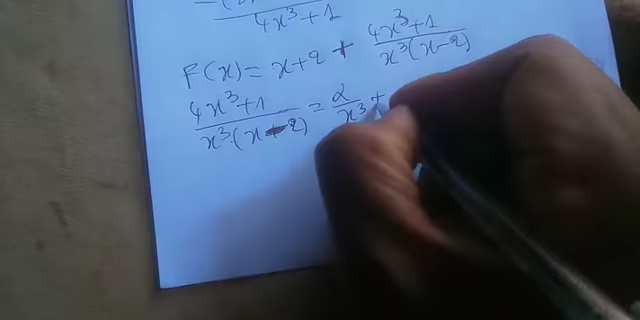 4x³+1
F(x) = x+2 + 4x³+1 / x³(x-2)
4x³+1 / x³(x-2) = α / x³ +